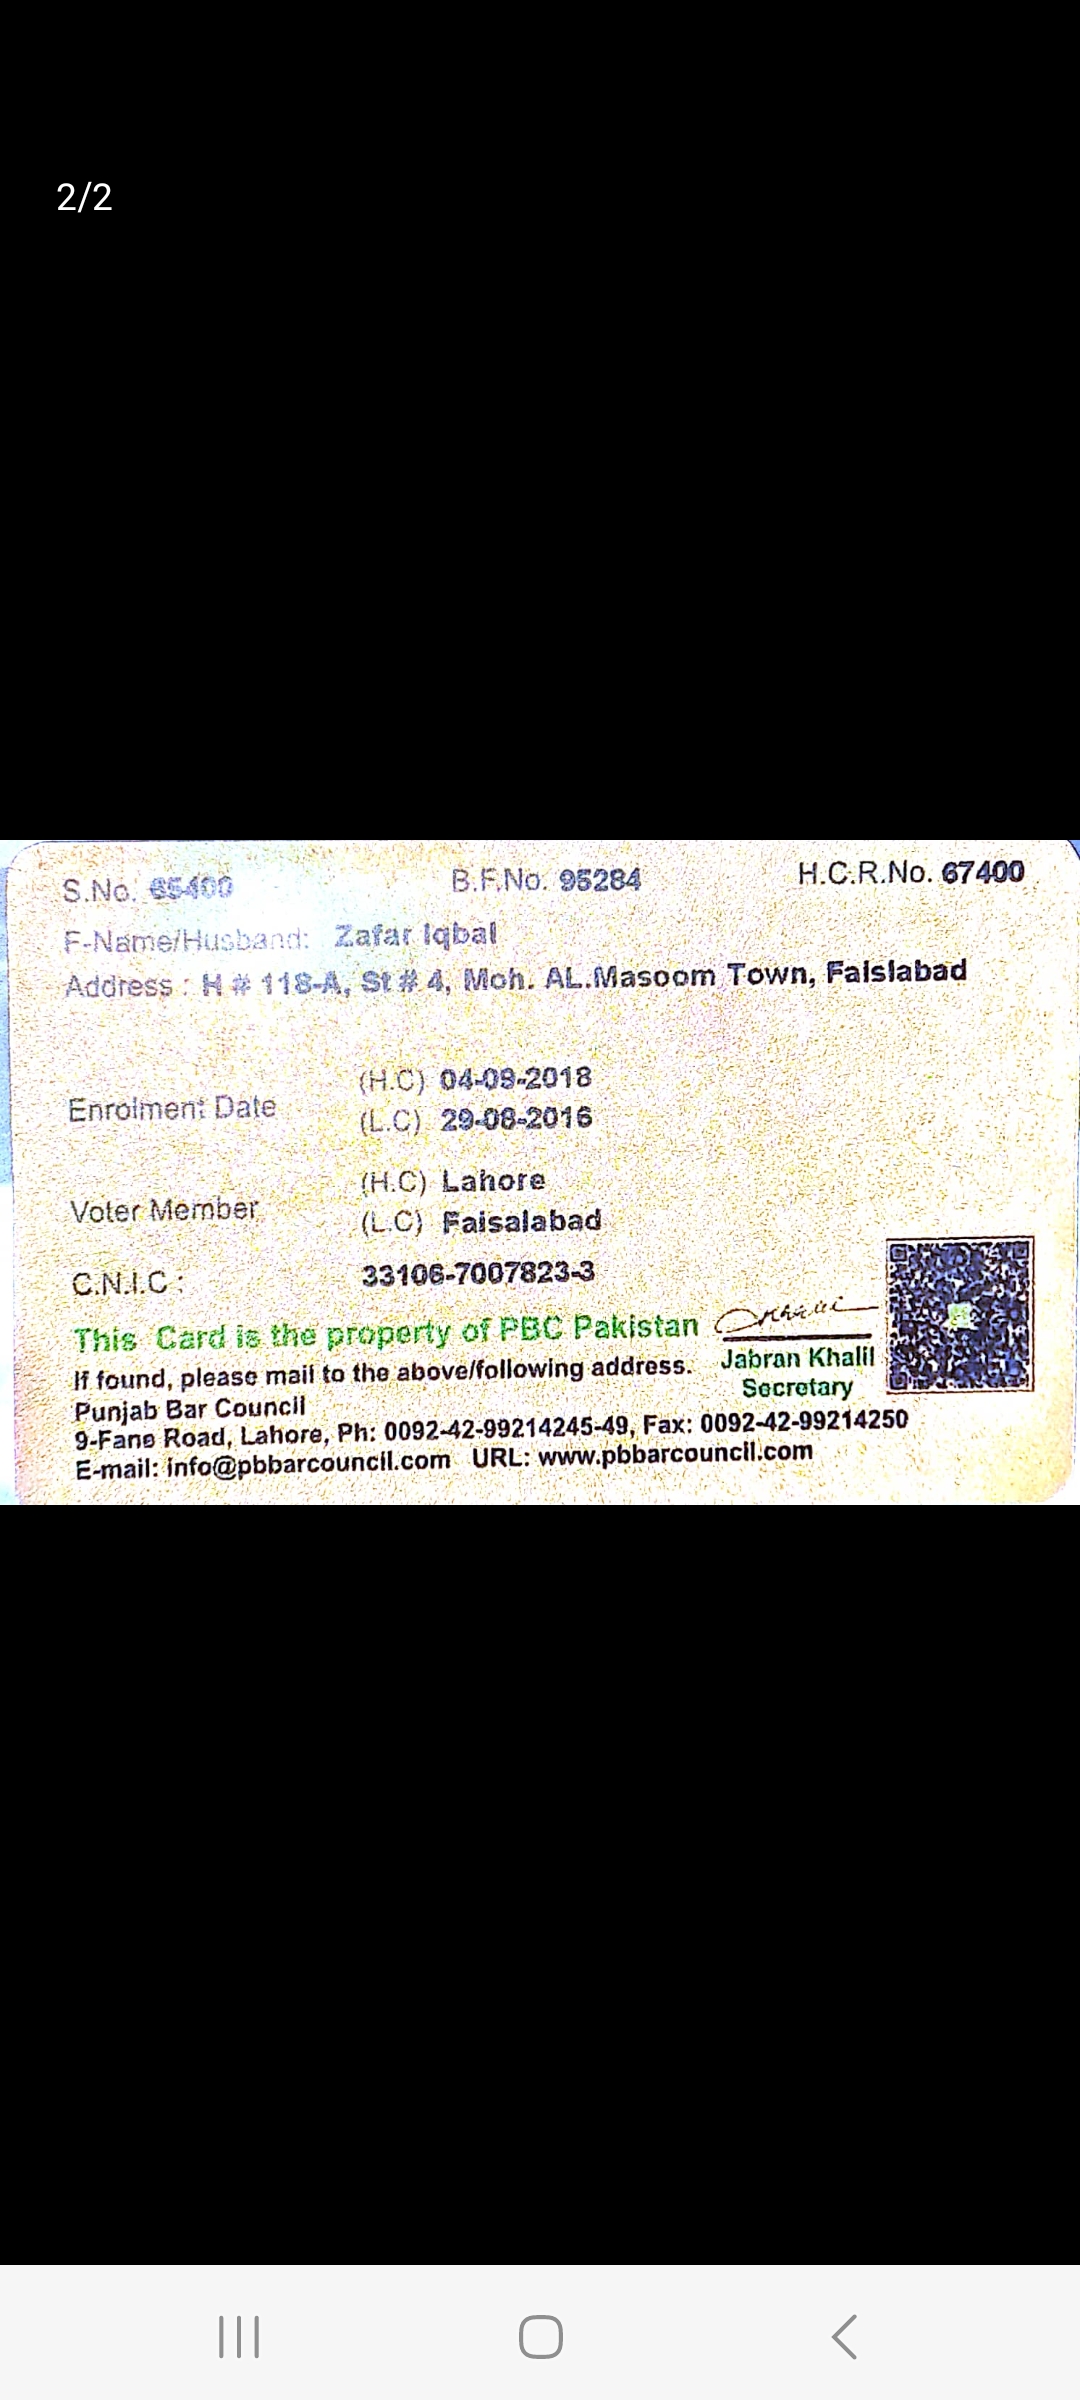 2/2
S.No. 65400 B.F.No. 95284 H.C.R.No. 67400
F-Name/Husband: Zafar Iqbal
Address : H # 118-A, St # 4, Moh. AL.Masoom Town, Faislabad
Enrolment Date
(H.C) 04-09-2018
(L.C) 29-08-2016
Voter Member
(H.C) Lahore
(L.C) Faisalabad
C.N.I.C : 33106-7007823-3
This Card is the property of PBC Pakistan
If found, please mail to the above/following address.
Jabran Khalil
Secretary
Punjab Bar Council
9-Fane Road, Lahore, Ph: 0092-42-99214245-49, Fax: 0092-42-99214250
E-mail: info@pbbarcouncil.com URL: www.pbbarcouncil.com